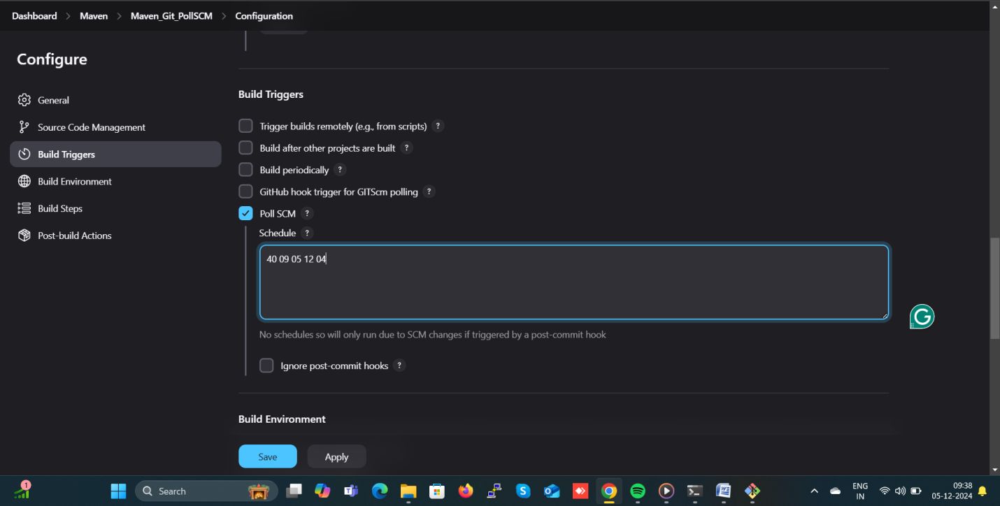 Dashboard > Maven > Maven_Git_PollSCM > Configuration
Configure
General
Source Code Management
Build Triggers
Build Environment
Build Steps
Post-build Actions
Build Triggers
Trigger builds remotely (e.g., from scripts) ?
Build after other projects are built ?
Build periodically ?
GitHub hook trigger for GITScm polling ?
Poll SCM ?
Schedule ?
40 09 05 12 04
No schedules so will only run due to SCM changes if triggered by a post-commit hook
Ignore post-commit hooks ?
Build Environment
Save
Apply
1
Search
ENG
IN
09:38
05-12-2024